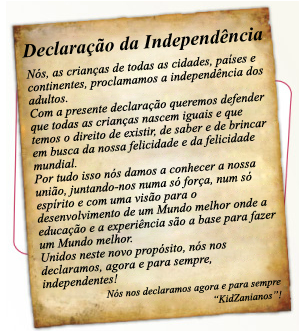 Declaração da Independência
Nós, as crianças de todas as cidades, países e
continentes, proclamamos a independência dos
adultos.
Com a presente declaração queremos defender
que todas as crianças nascem iguais e que
temos o direito de existir, de saber e de brincar
em busca da nossa felicidade e da felicidade
mundial.
Por tudo isso nós damos a conhecer a nossa
união, juntando-nos numa só força, num só
espírito e com uma visão para o
desenvolvimento de um Mundo melhor onde a
educação e a experiência são a base para fazer
um Mundo melhor.
Unidos neste novo propósito, nós nos
declaramos, agora e para sempre,
independentes!
Nós nos declaramos agora e para sempre
“KidZanianos”!